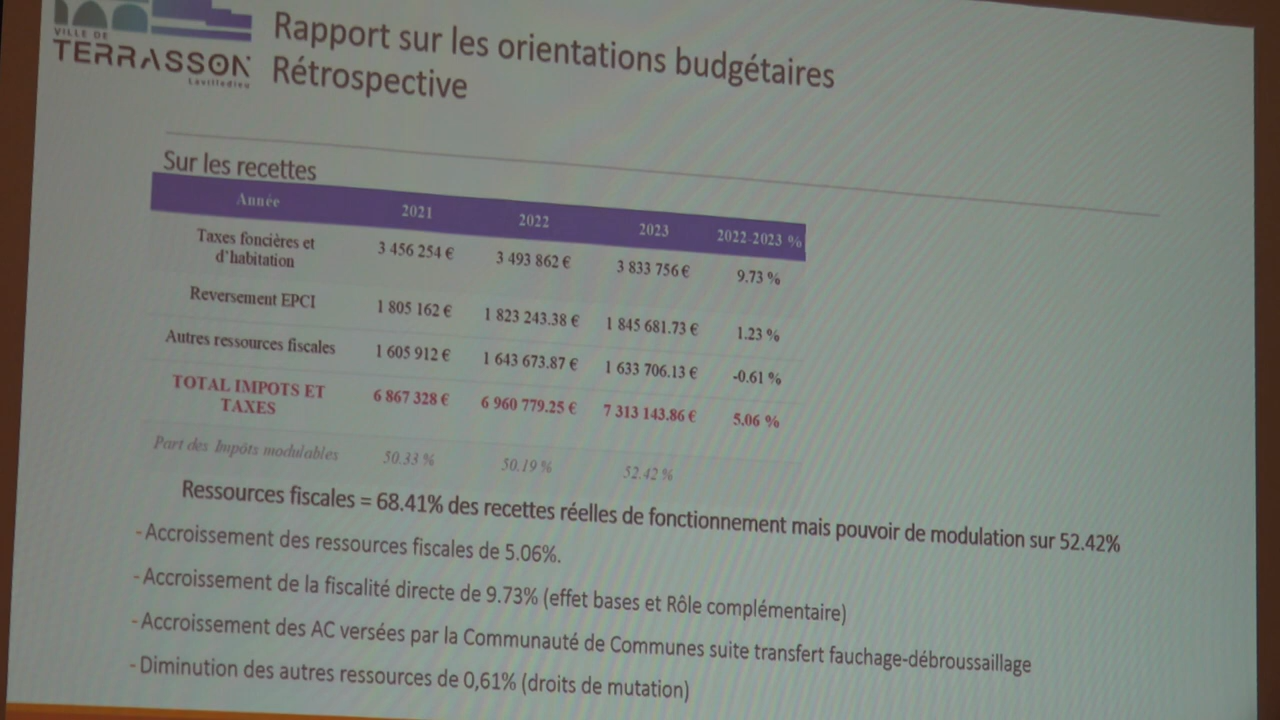 VILLE DE
TERRASSON
Lavilledieu
Rapport sur les orientations budgétaires
Rétrospective
Sur les recettes
Année 2021 2022 2023 2022-2023 %
Taxes foncières et d'habitation 3 456 254 € 3 493 862 € 3 833 756 € 9.73 %
Reversement EPCI 1 805 162 € 1 823 243.38 € 1 845 681.73 € 1.23 %
Autres ressources fiscales 1 605 912 € 1 643 673.87 € 1 633 706.13 € -0.61 %
TOTAL IMPOTS ET TAXES 6 867 328 € 6 960 779.25 € 7 313 143.86 € 5,06 %
Part des Impôts modulables 50.33 % 50.19 % 52.42 %
Ressources fiscales = 68.41% des recettes réelles de fonctionnement mais pouvoir de modulation sur 52.42%
- Accroissement des ressources fiscales de 5.06%.
- Accroissement de la fiscalité directe de 9.73% (effet bases et Rôle complémentaire)
- Accroissement des AC versées par la Communauté de Communes suite transfert fauchage-débroussaillage
- Diminution des autres ressources de 0,61% (droits de mutation)